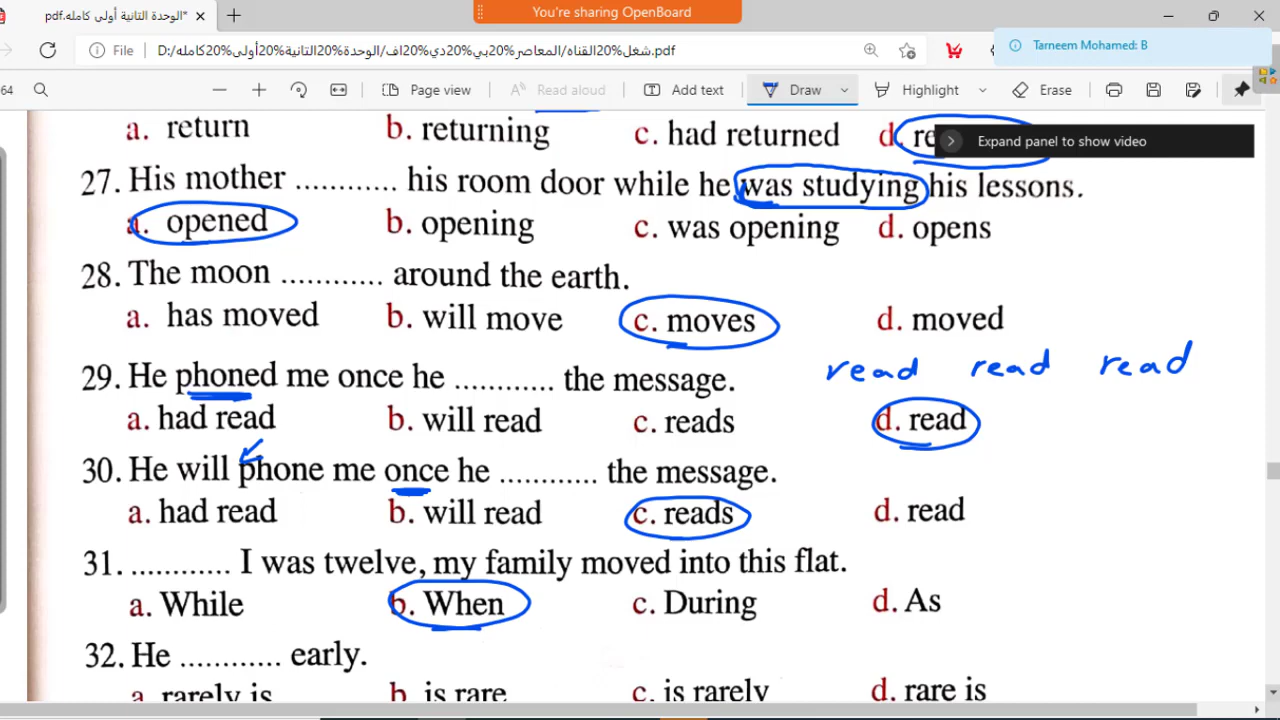 You're sharing OpenBoard
الوحدة الثانية أولى كامله.pdf*
Tarneem Mohamed: B
File D:/شغل%20القناه/المعاصر%20بي%20دي%20اف/الوحدة%20الثانية%20أولى%20كامله.pdf
64 Page view Read aloud Add text Draw Highlight Erase
Expand panel to show video
a. return b. returning c. had returned d. re
27. His mother ............ his room door while he was studying his lessons.
a. opened b. opening c. was opening d. opens
28. The moon ............ around the earth.
a. has moved b. will move c. moves d. moved
read read read
29. He phoned me once he ............ the message.
a. had read b. will read c. reads d. read
30. He will phone me once he ............ the message.
a. had read b. will read c. reads d. read
31. ............ I was twelve, my family moved into this flat.
a. While b. When c. During d. As
32. He ............ early.
a. rarely is b. is rare c. is rarely d. rare is